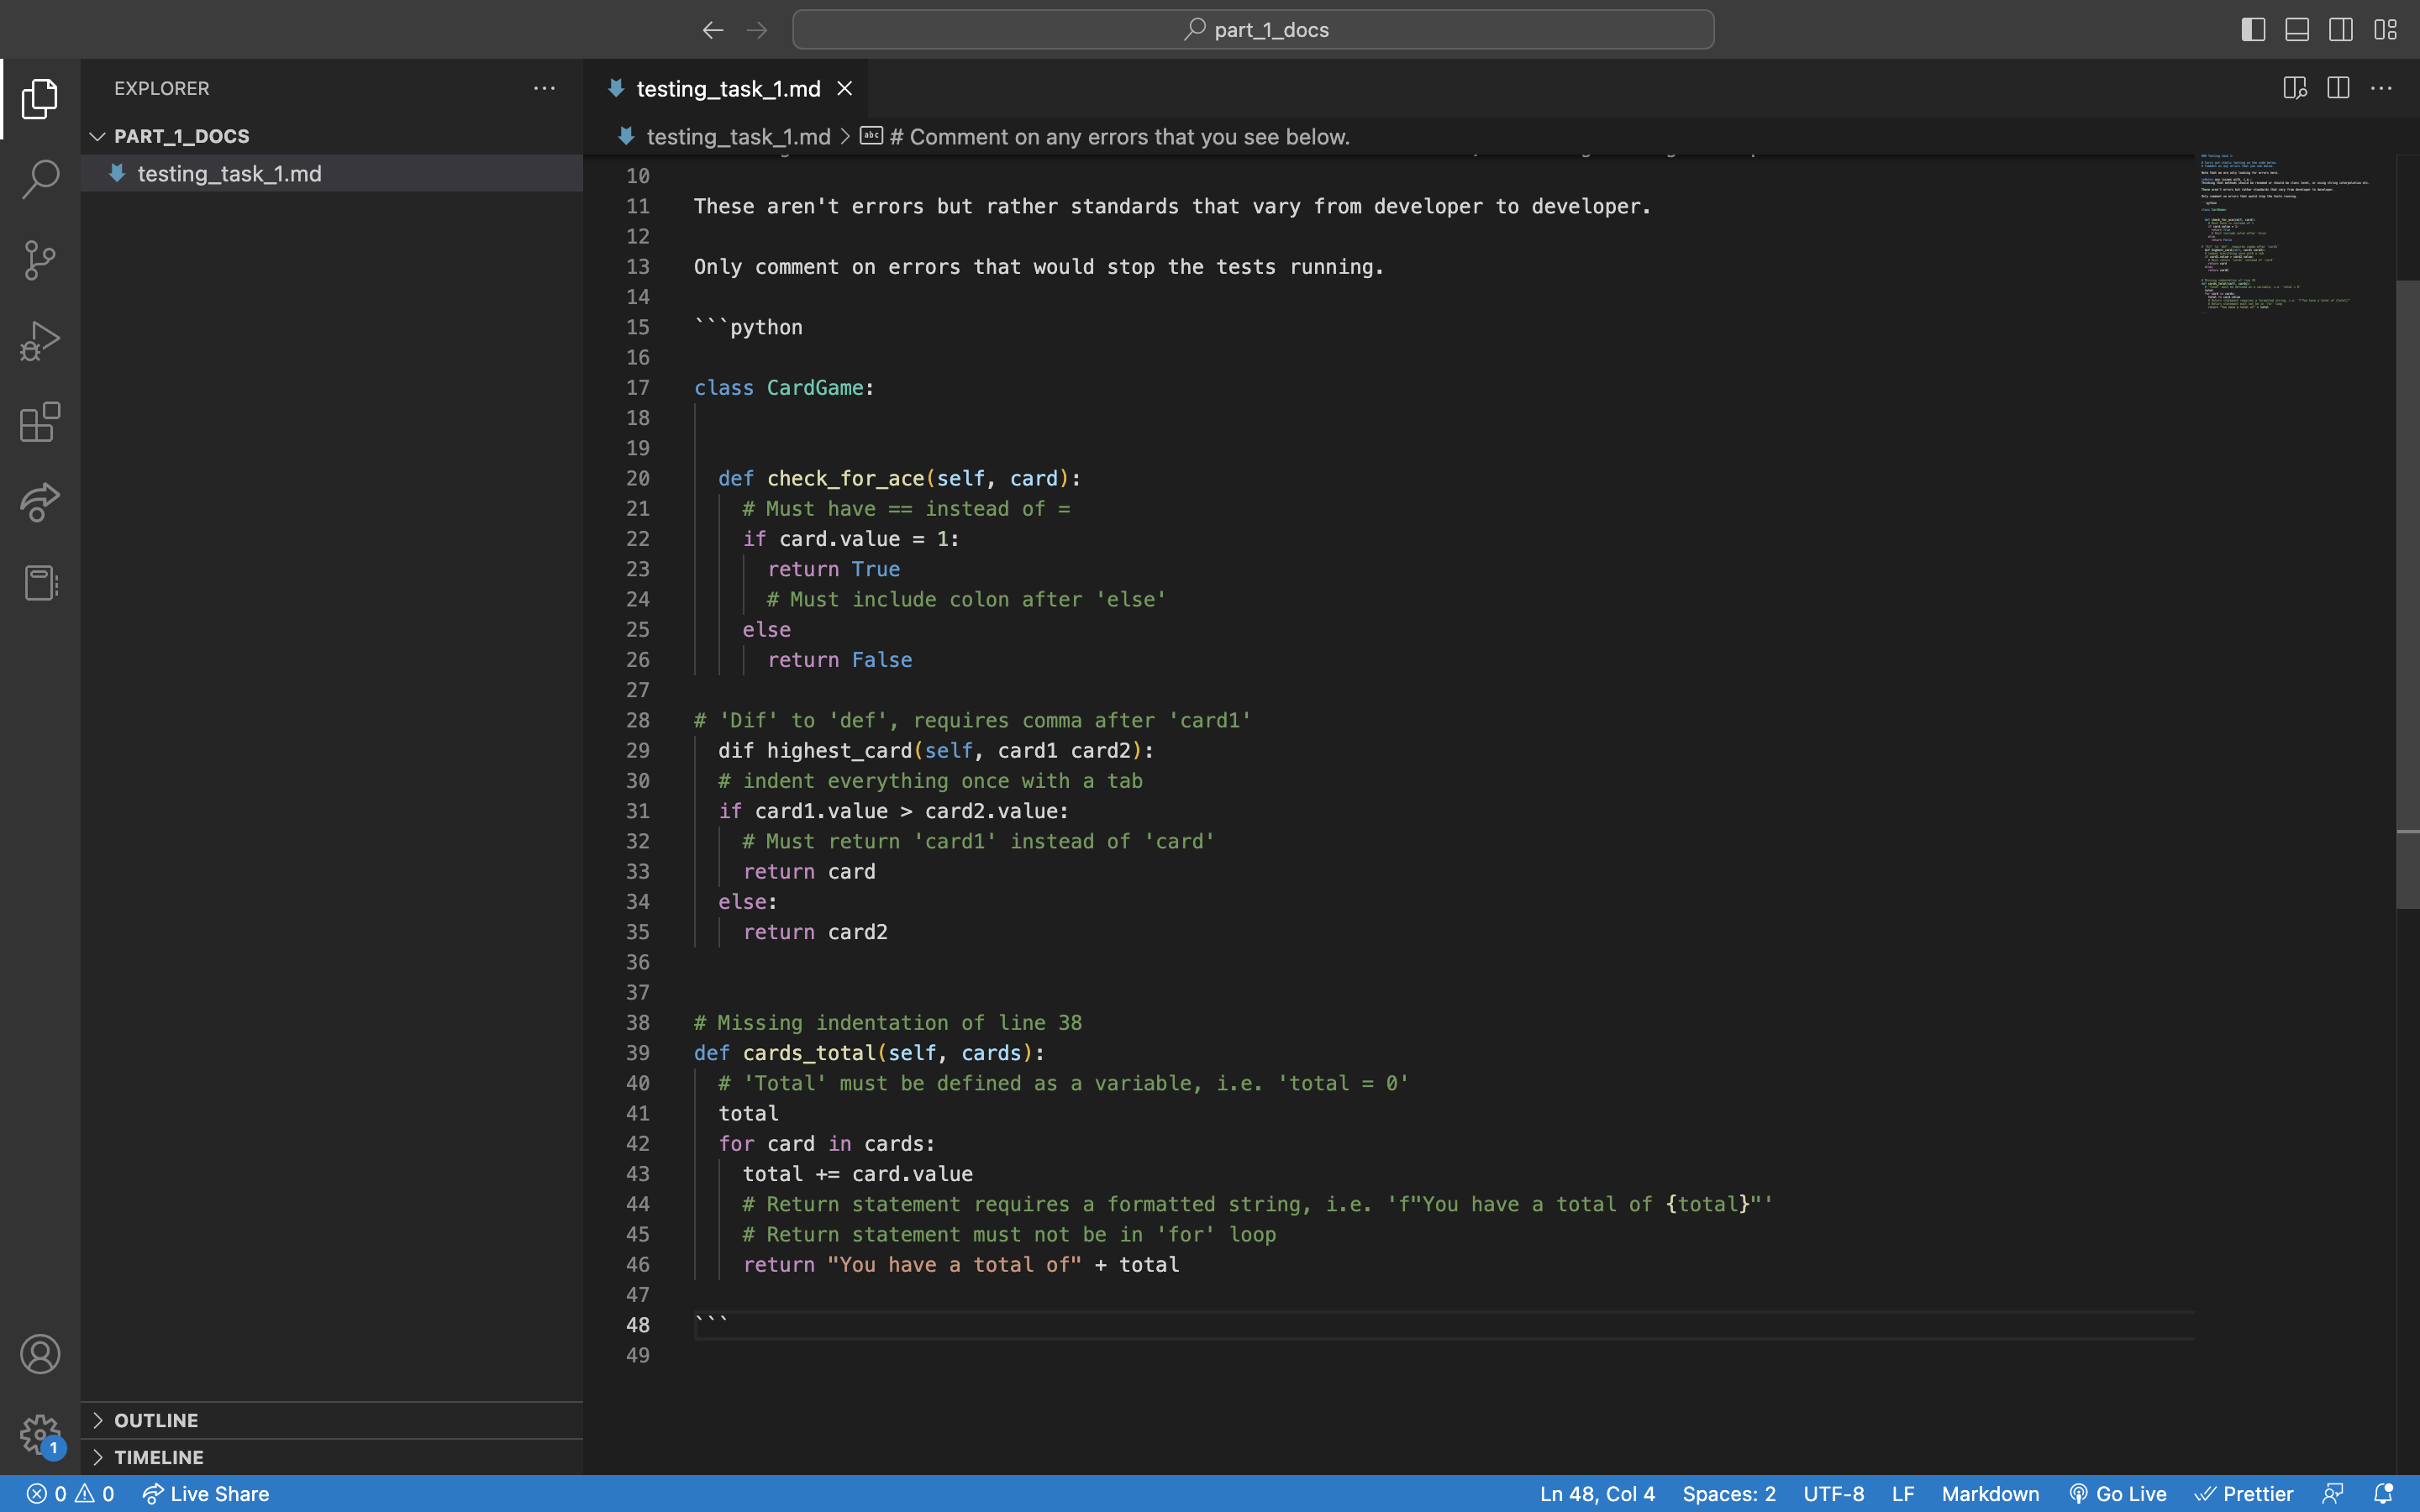 part_1_docs
EXPLORER
PART_1_DOCS
testing_task_1.md
testing_task_1.md
testing_task_1.md > # Comment on any errors that you see below.
10
11 These aren't errors but rather standards that vary from developer to developer.
12
13 Only comment on errors that would stop the tests running.
14
15 ```python
16
17 class CardGame:
18
19
20 def check_for_ace(self, card):
21 # Must have == instead of =
22 if card.value = 1:
23 return True
24 # Must include colon after 'else'
25 else
26 return False
27
28 # 'Dif' to 'def', requires comma after 'card1'
29 dif highest_card(self, card1 card2):
30 # indent everything once with a tab
31 if card1.value > card2.value:
32 # Must return 'card1' instead of 'card'
33 return card
34 else:
35 return card2
36
37
38 # Missing indentation of line 38
39 def cards_total(self, cards):
40 # 'Total' must be defined as a variable, i.e. 'total = 0'
41 total
42 for card in cards:
43 total += card.value
44 # Return statement requires a formatted string, i.e. 'f"You have a total of {total}"'
45 # Return statement must not be in 'for' loop
46 return "You have a total of" + total
47
48 ```
49
OUTLINE
TIMELINE
1
0 0 Live Share
Ln 48, Col 4 Spaces: 2 UTF-8 LF Markdown Go Live Prettier